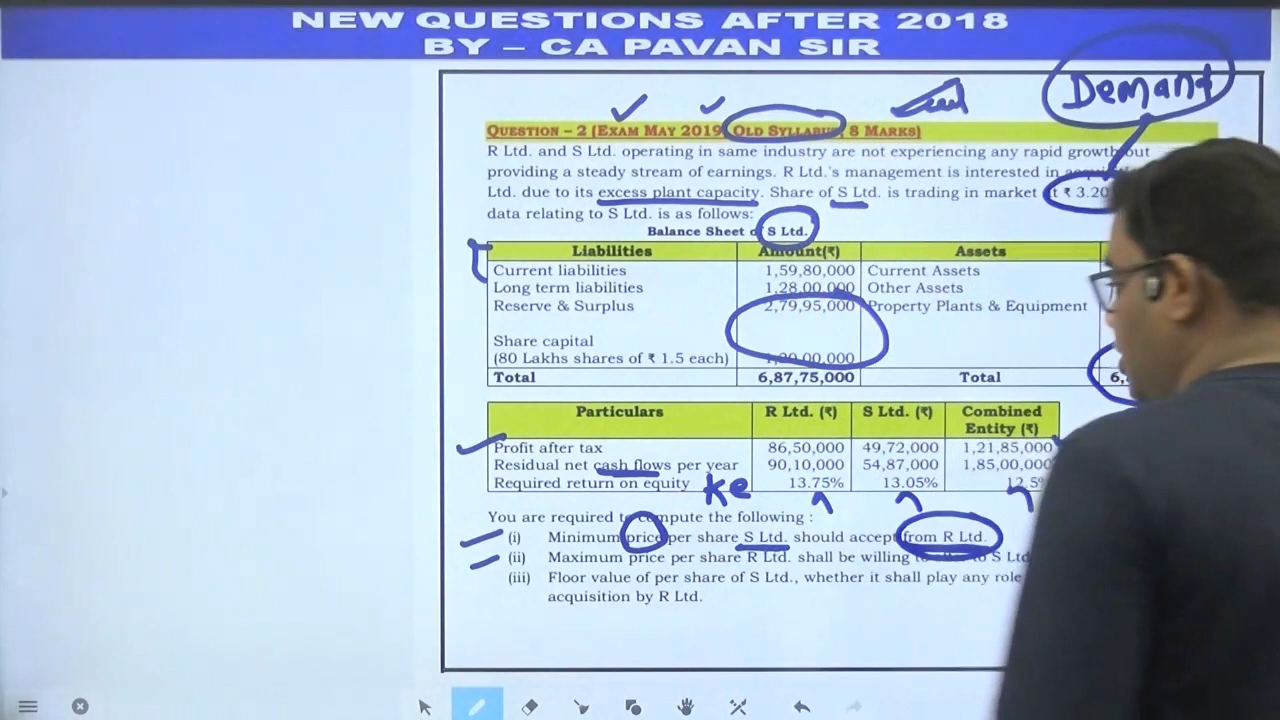 NEW QUESTIONS AFTER 2018
BY – CA PAVAN SIR
Demand
QUESTION – 2 (EXAM MAY 2019, OLD SYLLABUS, 8 MARKS)
R Ltd. and S Ltd. operating in same industry are not experiencing any rapid growth but
providing a steady stream of earnings. R Ltd.'s management is interested in
Ltd. due to its excess plant capacity. Share of S Ltd. is trading in market at ₹ 3.20
data relating to S Ltd. is as follows:
Balance Sheet of S Ltd.
Liabilities Amount(₹) Assets
Current liabilities 1,59,80,000 Current Assets
Long term liabilities 1,28,00,000 Other Assets
Reserve & Surplus 2,79,95,000 Property Plants & Equipment
Share capital
(80 Lakhs shares of ₹ 1.5 each) 1,20,00,000
Total 6,87,75,000 Total
Particulars R Ltd. (₹) S Ltd. (₹) Combined
Entity (₹)
Profit after tax 86,50,000 49,72,000 1,21,85,000
Residual net cash flows per year 90,10,000 54,87,000 1,85,00,000
Required return on equity Ke 13.75% 13.05% 12.5%
You are required to compute the following :
(i) Minimum price per share S Ltd. should accept from R Ltd.
(ii) Maximum price per share R Ltd. shall be willing to offer to S Ltd
(iii) Floor value of per share of S Ltd., whether it shall play any role
acquisition by R Ltd.